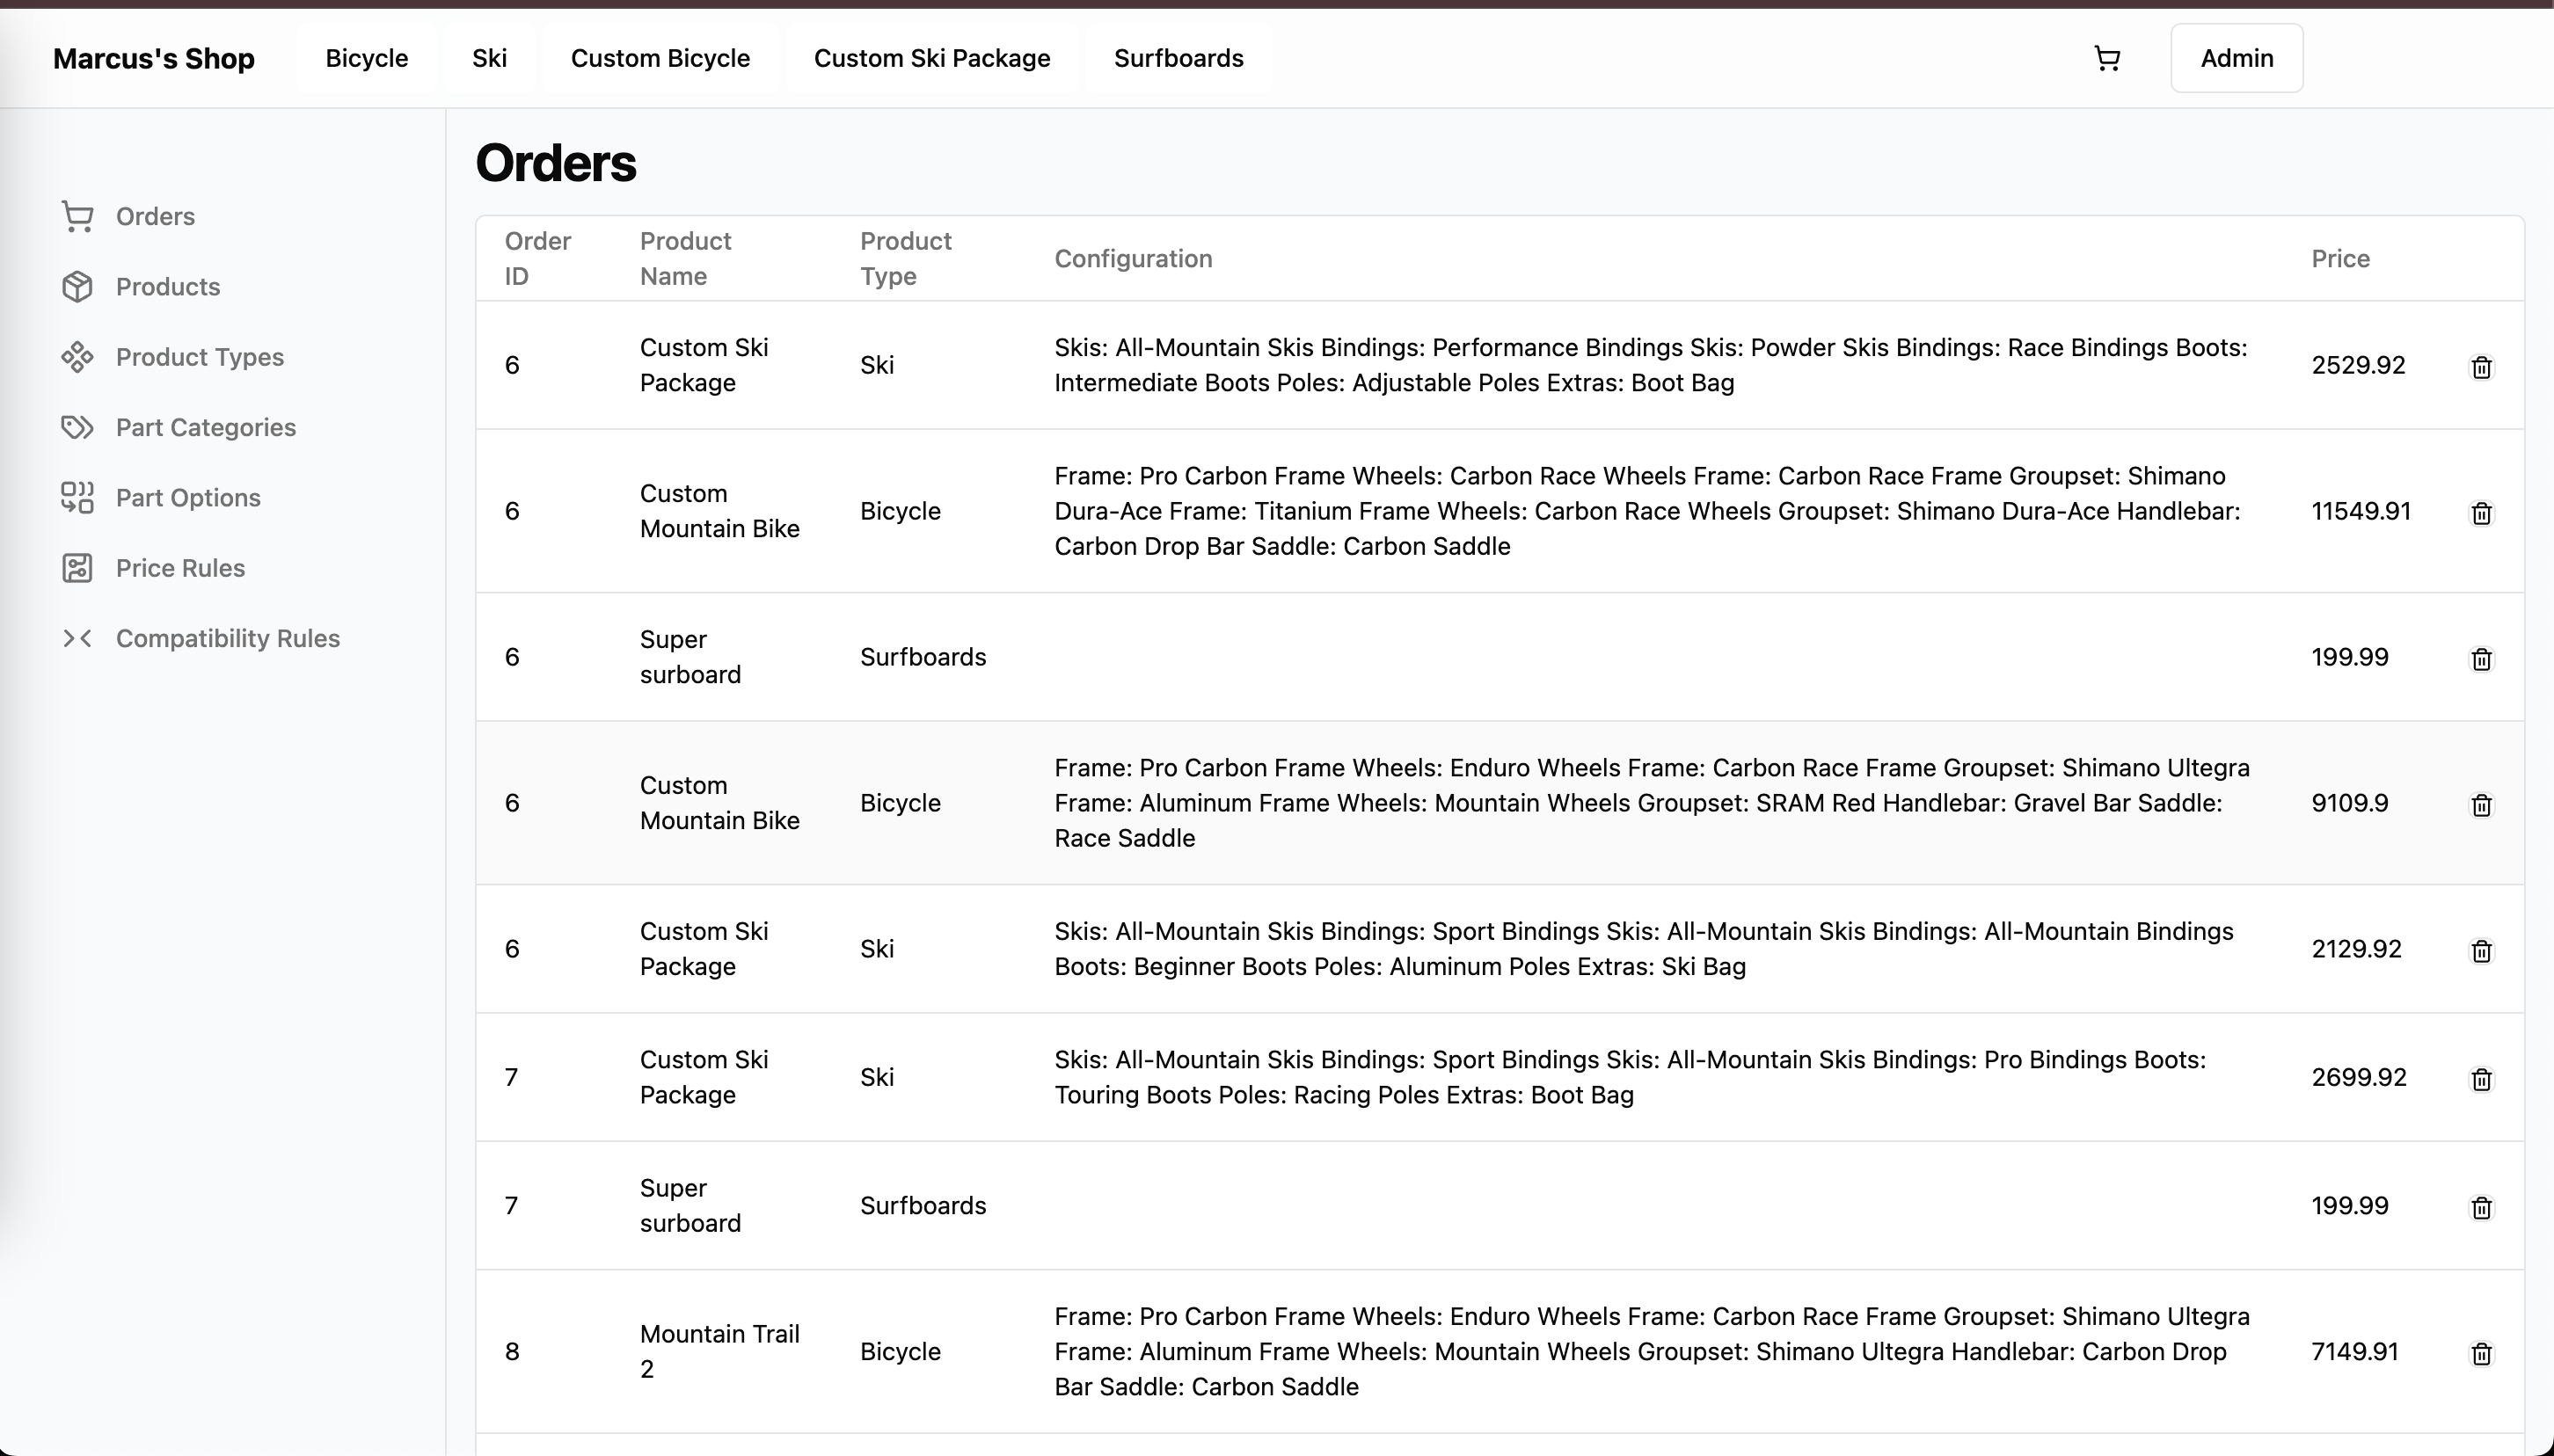 Marcus's Shop
Bicycle
Ski
Custom Bicycle
Custom Ski Package
Surfboards
Admin
Orders
Products
Product Types
Part Categories
Part Options
Price Rules
Compatibility Rules
Orders
Order
ID
Product
Name
Product
Type
Configuration
Price
6
Custom Ski
Package
Ski
Skis: All-Mountain Skis Bindings: Performance Bindings Skis: Powder Skis Bindings: Race Bindings Boots:
Intermediate Boots Poles: Adjustable Poles Extras: Boot Bag
2529.92
6
Custom
Mountain Bike
Bicycle
Frame: Pro Carbon Frame Wheels: Carbon Race Wheels Frame: Carbon Race Frame Groupset: Shimano
Dura-Ace Frame: Titanium Frame Wheels: Carbon Race Wheels Groupset: Shimano Dura-Ace Handlebar:
Carbon Drop Bar Saddle: Carbon Saddle
11549.91
6
Super
surboard
Surfboards
199.99
6
Custom
Mountain Bike
Bicycle
Frame: Pro Carbon Frame Wheels: Enduro Wheels Frame: Carbon Race Frame Groupset: Shimano Ultegra
Frame: Aluminum Frame Wheels: Mountain Wheels Groupset: SRAM Red Handlebar: Gravel Bar Saddle:
Race Saddle
9109.9
6
Custom Ski
Package
Ski
Skis: All-Mountain Skis Bindings: Sport Bindings Skis: All-Mountain Skis Bindings: All-Mountain Bindings
Boots: Beginner Boots Poles: Aluminum Poles Extras: Ski Bag
2129.92
7
Custom Ski
Package
Ski
Skis: All-Mountain Skis Bindings: Sport Bindings Skis: All-Mountain Skis Bindings: Pro Bindings Boots:
Touring Boots Poles: Racing Poles Extras: Boot Bag
2699.92
7
Super
surboard
Surfboards
199.99
8
Mountain Trail
2
Bicycle
Frame: Pro Carbon Frame Wheels: Enduro Wheels Frame: Carbon Race Frame Groupset: Shimano Ultegra
Frame: Aluminum Frame Wheels: Mountain Wheels Groupset: Shimano Ultegra Handlebar: Carbon Drop
Bar Saddle: Carbon Saddle
7149.91